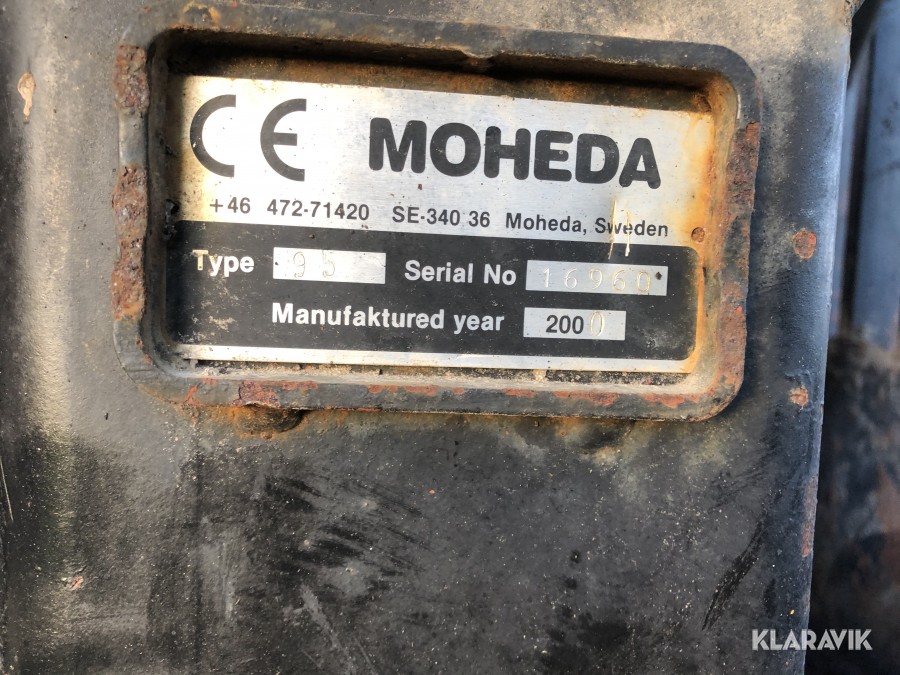 CE MOHEDA
+46 472-71420 SE-340 36 Moheda, Sweden
Type 95 Serial No 16960
Manufaktured year 2000
KLARAVIK